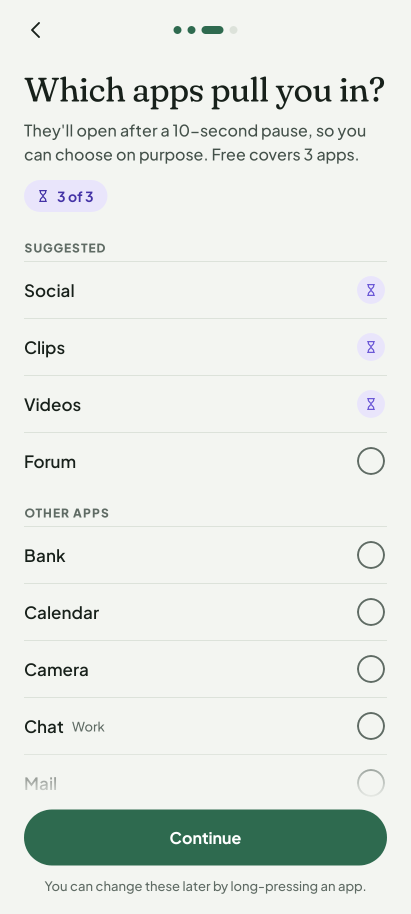 Which apps pull you in?
They'll open after a 10–second pause, so you
can choose on purpose. Free covers 3 apps.
3 of 3
SUGGESTED
Social
Clips
Videos
Forum
OTHER APPS
Bank
Calendar
Camera
Chat Work
Mail
Continue
You can change these later by long-pressing an app.